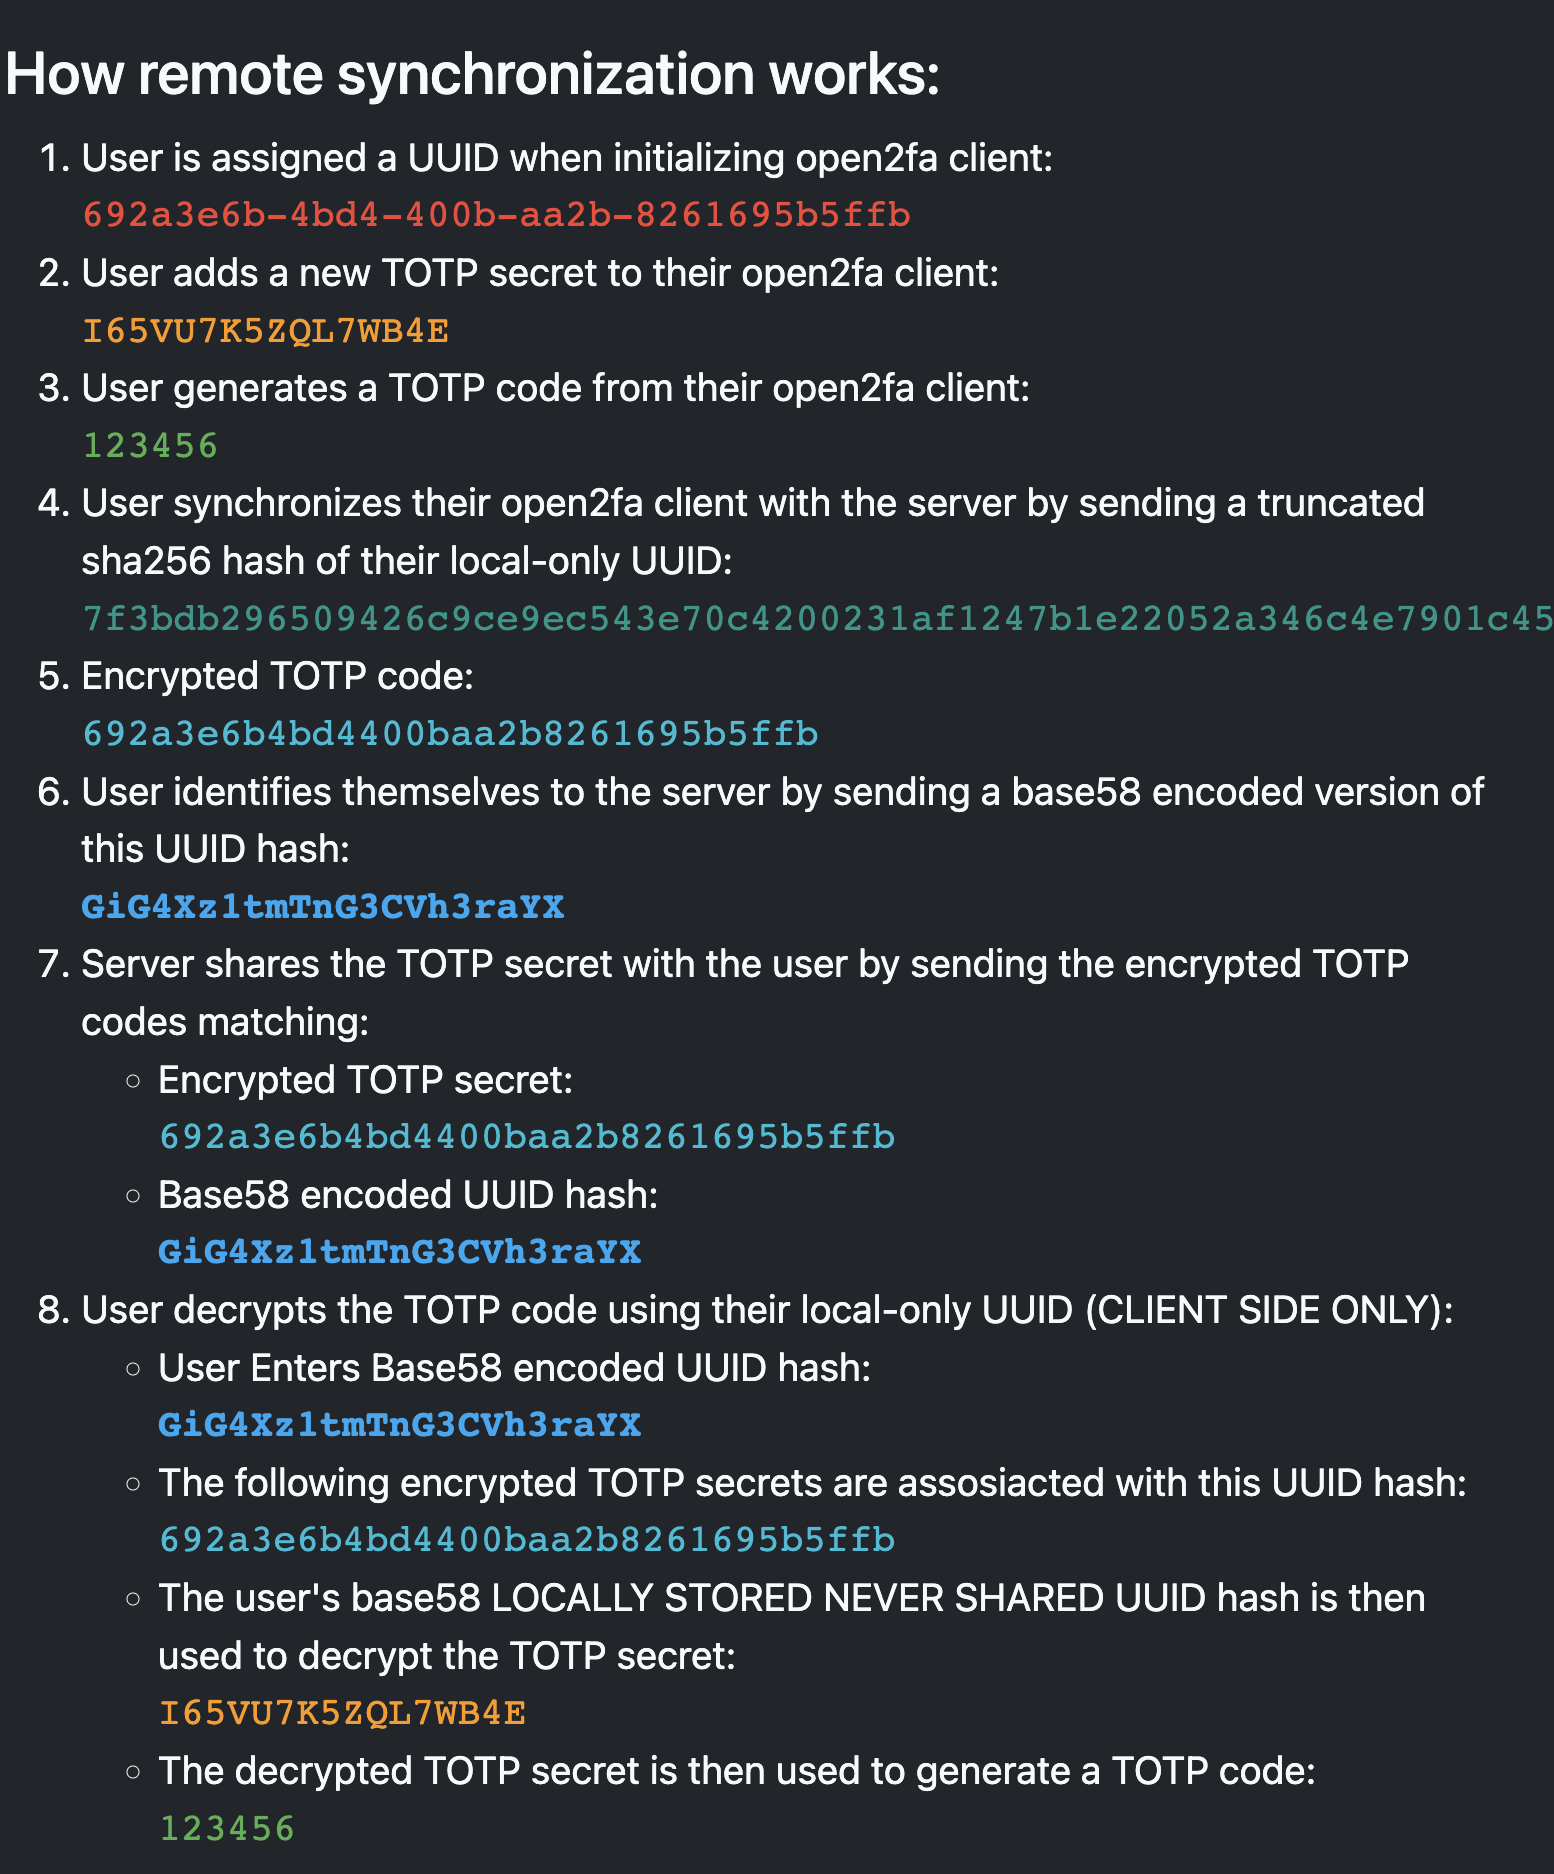 How remote synchronization works:
1. User is assigned a UUID when initializing open2fa client:
692a3e6b-4bd4-400b-aa2b-8261695b5ffb
2. User adds a new TOTP secret to their open2fa client:
I65VU7K5ZQL7WB4E
3. User generates a TOTP code from their open2fa client:
123456
4. User synchronizes their open2fa client with the server by sending a truncated
sha256 hash of their local-only UUID:
7f3bdb296509426c9ce9ec543e70c4200231af1247b1e22052a346c4e7901c45
5. Encrypted TOTP code:
692a3e6b4bd4400baa2b8261695b5ffb
6. User identifies themselves to the server by sending a base58 encoded version of
this UUID hash:
GiG4Xz1tmTnG3CVh3raYX
7. Server shares the TOTP secret with the user by sending the encrypted TOTP
codes matching:
○ Encrypted TOTP secret:
692a3e6b4bd4400baa2b8261695b5ffb
○ Base58 encoded UUID hash:
GiG4Xz1tmTnG3CVh3raYX
8. User decrypts the TOTP code using their local-only UUID (CLIENT SIDE ONLY):
○ User Enters Base58 encoded UUID hash:
GiG4Xz1tmTnG3CVh3raYX
○ The following encrypted TOTP secrets are assosiacted with this UUID hash:
692a3e6b4bd4400baa2b8261695b5ffb
○ The user's base58 LOCALLY STORED NEVER SHARED UUID hash is then
used to decrypt the TOTP secret:
I65VU7K5ZQL7WB4E
○ The decrypted TOTP secret is then used to generate a TOTP code:
123456